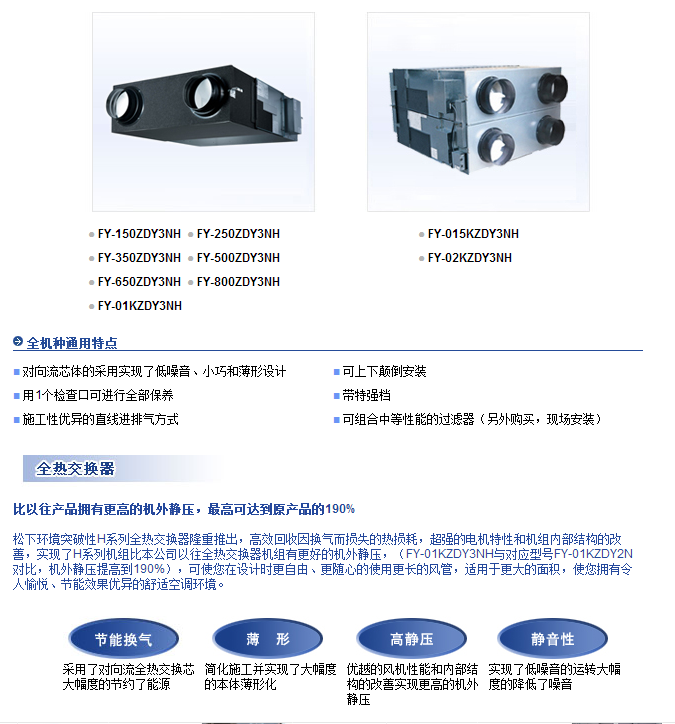 FY-150ZDY3NH FY-250ZDY3NH
FY-350ZDY3NH FY-500ZDY3NH
FY-650ZDY3NH FY-800ZDY3NH
FY-01KZDY3NH
FY-015KZDY3NH
FY-02KZDY3NH
全机种通用特点
对向流芯体的采用实现了低噪音、小巧和薄形设计
用1个检查口可进行全部保养
施工性优异的直线进排气方式
可上下颠倒安装
带特强档
可组合中等性能的过滤器（另外购买，现场安装）
全热交换器
比以往产品拥有更高的机外静压，最高可达到原产品的190%
松下环境突破性H系列全热交换器隆重推出，高效回收因换气而损失的热损耗，超强的电机特性和机组内部结构的改
善，实现了H系列机组比本公司以往全热交换器机组有更好的机外静压，（FY-01KZDY3NH与对应型号FY-01KZDY2N
对比，机外静压提高到190%），可使您在设计时更自由、更随心的使用更长的风管，适用于更大的面积，使您拥有令
人愉悦、节能效果优异的舒适空调环境。
节能换气
采用了对向流全热交换芯
大幅度的节约了能源
薄 形
简化施工并实现了大幅度
的本体薄形化
高静压
优越的风机性能和内部结
构的改善实现更高的机外
静压
静音性
实现了低噪音的运转大幅
度的降低了噪音